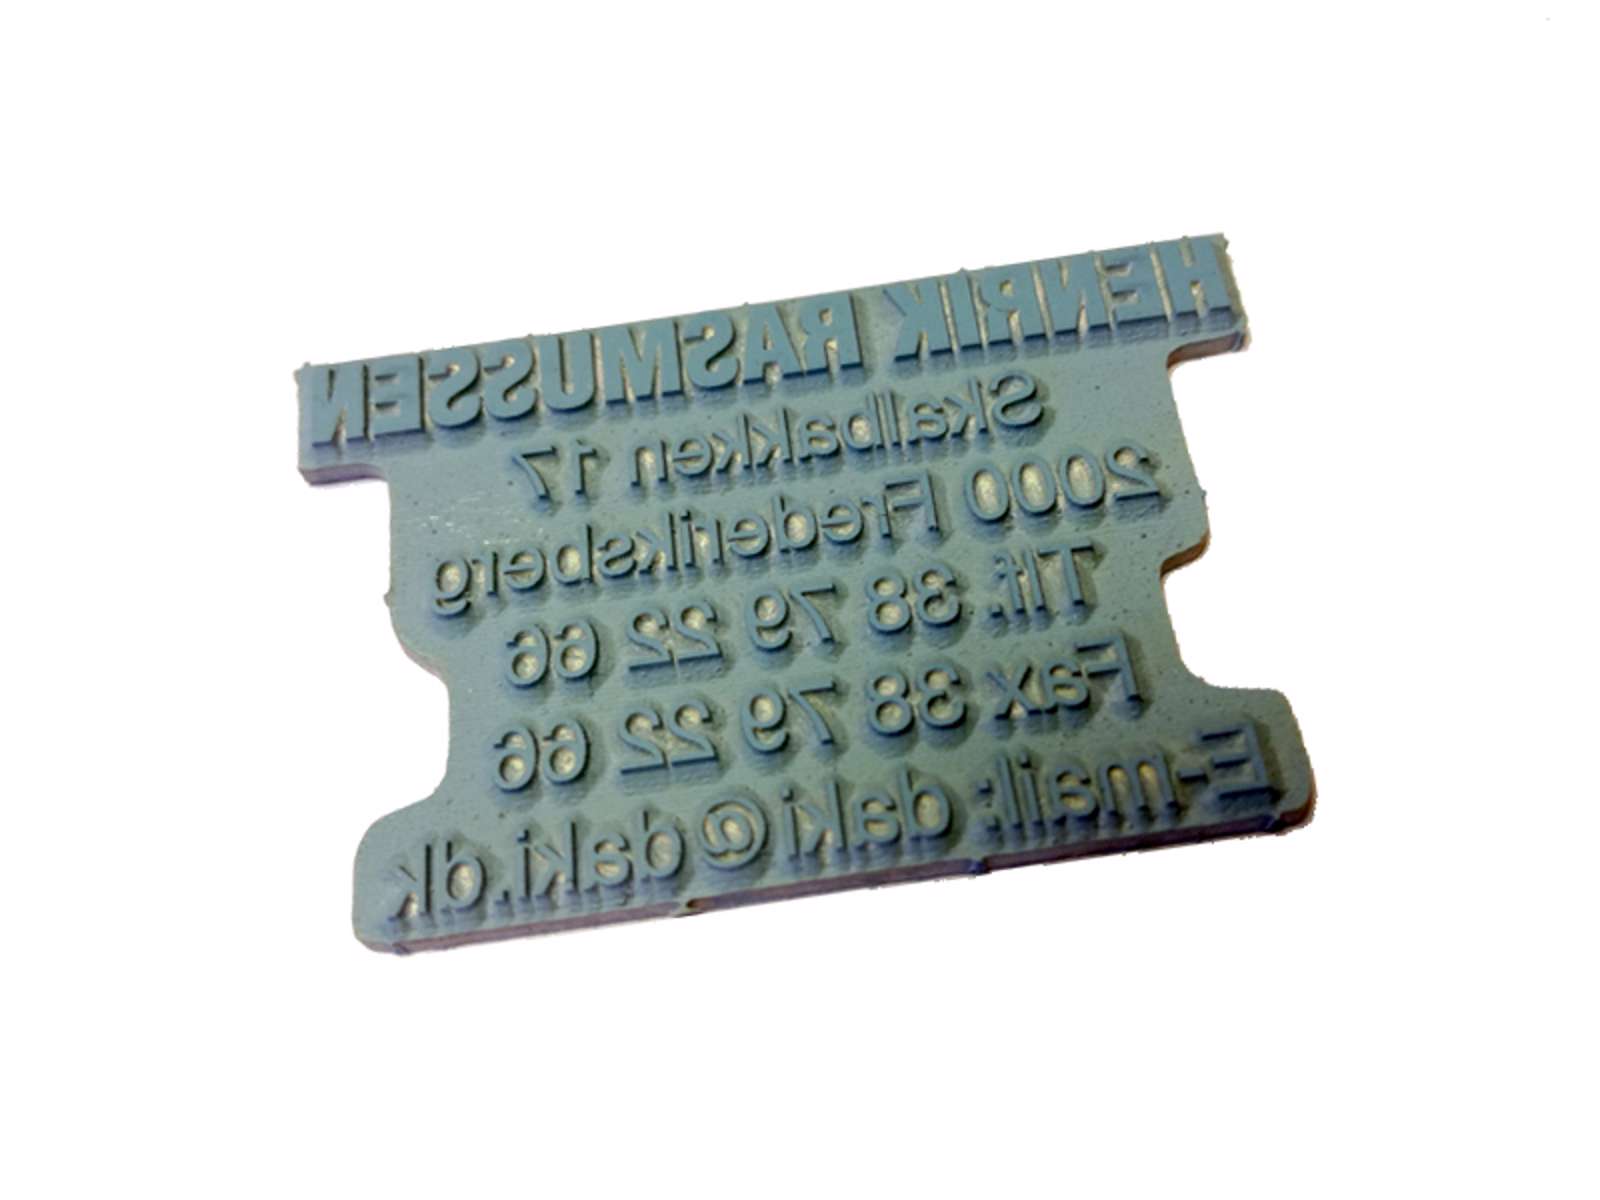 HENRIK RASMUSSEN
Skalbakken 17
2000 Frederiksberg
Tlf. 38 79 22 66
Fax 38 79 22 66
E-mail: daki@daki.dk